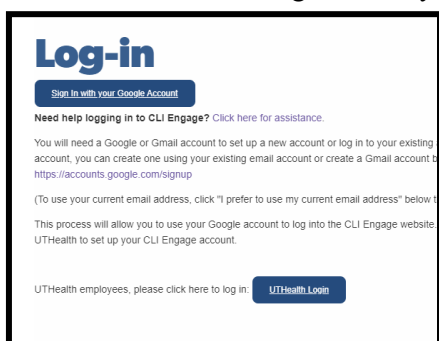 Log-in
Sign In with your Google Account
Need help logging in to CLI Engage? Click here for assistance.
You will need a Google or Gmail account to set up a new account or log in to your existing
account, you can create one using your existing email account or create a Gmail account
https://accounts.google.com/signup
(To use your current email address, click "I prefer to use my current email address" below
This process will allow you to use your Google account to log into the CLI Engage website.
UTHealth to set up your CLI Engage account.
UTHealth employees, please click here to log in:
UTHealth Login